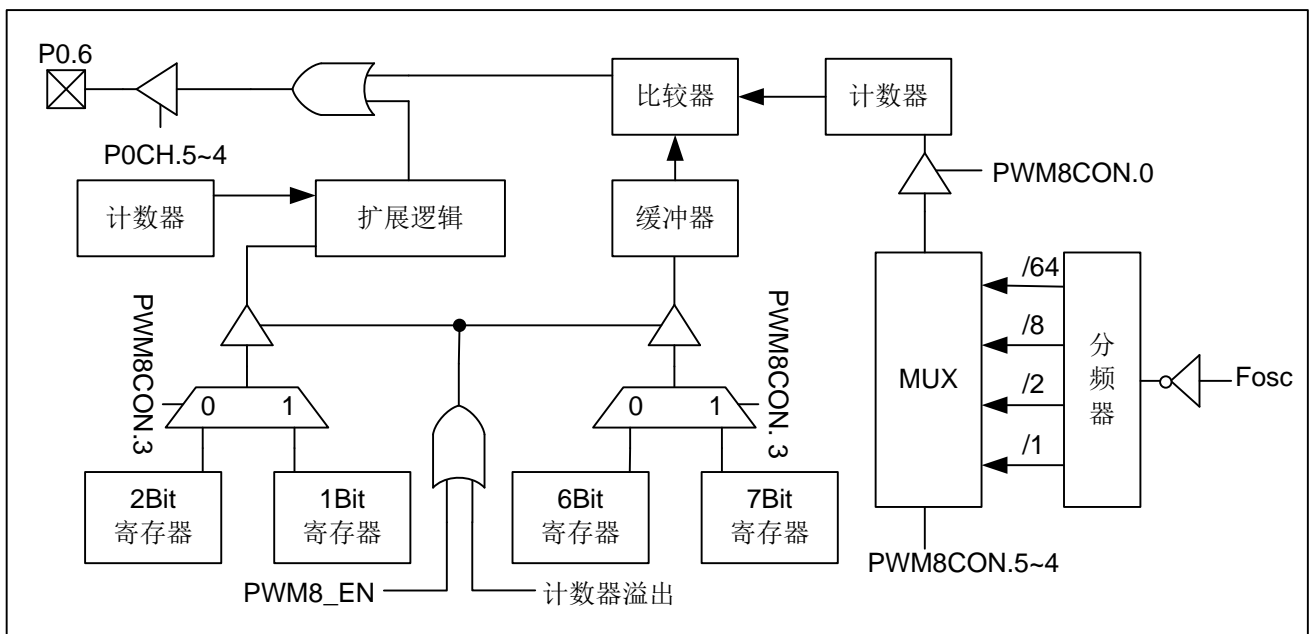 P0.6
P0CH.5~4
比较器
计数器
PWM8CON.0
计数器
扩展逻辑
缓冲器
MUX
/64
/8
/2
/1
分频器
Fosc
PWM8CON.3
0 1
0 1
PWM8CON. 3
2Bit
寄存器
1Bit
寄存器
6Bit
寄存器
7Bit
寄存器
PWM8_EN
计数器溢出
PWM8CON.5~4